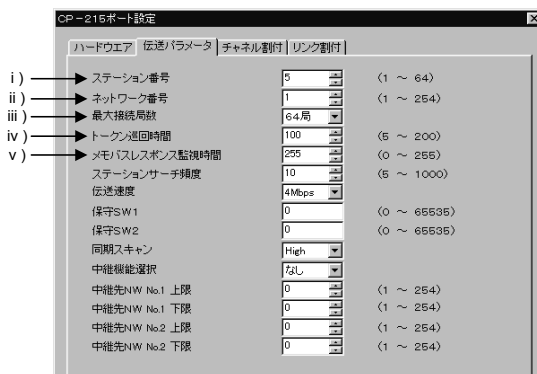 CP-215ポート設定
ハードウエア 伝送パラメータ チャネル割付 リンク割付
i) ステーション番号 5 (1 ~ 64)
ii) ネットワーク番号 1 (1 ~ 254)
iii) 最大接続局数 64局
iv) トークン巡回時間 100 (5 ~ 200)
v) メモバスレスポンス監視時間 255 (0 ~ 255)
ステーションサーチ頻度 10 (5 ~ 1000)
伝送速度 4Mbps
保守SW1 0 (0 ~ 65535)
保守SW2 0 (0 ~ 65535)
同期スキャン High
中継機能選択 なし
中継先NW No.1 上限 0 (1 ~ 254)
中継先NW No.1 下限 0 (1 ~ 254)
中継先NW No.2 上限 0 (1 ~ 254)
中継先NW No.2 下限 0 (1 ~ 254)